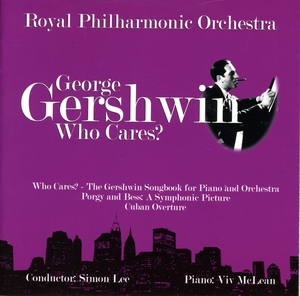 Royal Philharmonic Orchestra
George
Gershwin
Who Cares?
Who Cares? - The Gershwin Songbook for Piano and Orchestra
Porgy and Bess: A Symphonic Picture
Cuban Overture
Conductor: Simon Lee
Piano: Viv McLean